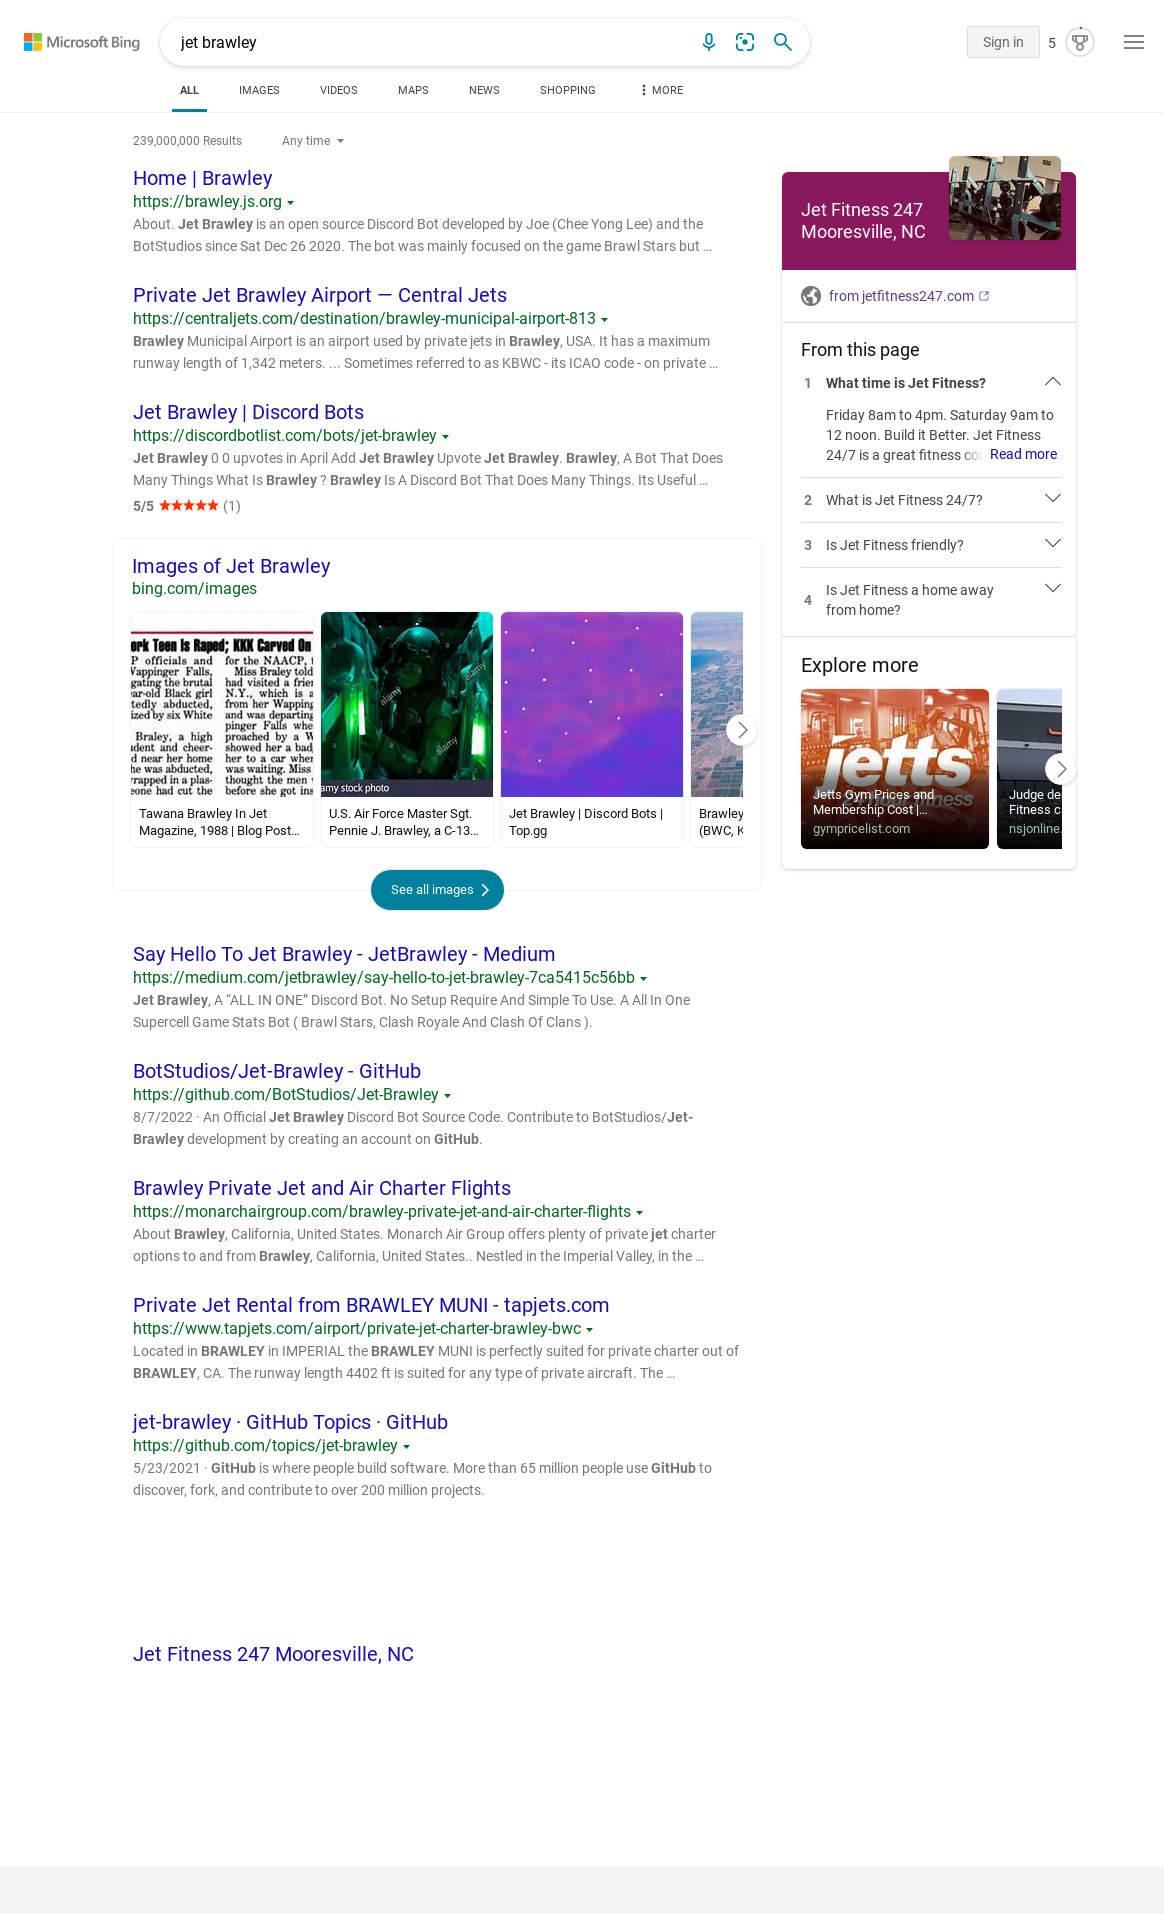 Microsoft Bing
jet brawley
Sign in
5
ALL
IMAGES
VIDEOS
MAPS
NEWS
SHOPPING
MORE
239,000,000 Results
Any time
Home | Brawley
https://brawley.js.org
About. Jet Brawley is an open source Discord Bot developed by Joe (Chee Yong Lee) and the
BotStudios since Sat Dec 26 2020. The bot was mainly focused on the game Brawl Stars but ...
Private Jet Brawley Airport — Central Jets
https://centraljets.com/destination/brawley-municipal-airport-813
Brawley Municipal Airport is an airport used by private jets in Brawley, USA. It has a maximum
runway length of 1,342 meters. ... Sometimes referred to as KBWC - its ICAO code - on private ...
Jet Brawley | Discord Bots
https://discordbotlist.com/bots/jet-brawley
Jet Brawley 0 0 upvotes in April Add Jet Brawley Upvote Jet Brawley. Brawley, A Bot That Does
Many Things What Is Brawley ? Brawley Is A Discord Bot That Does Many Things. Its Useful ...
5/5 ★★★★★ (1)
Images of Jet Brawley
bing.com/images
ork Teen Is Raped; KKK Carved On
P officials and
Wappinger Falls,
gating the brutal
ear-old Black girl
tedly abducted,
ized by six White
Braley, a high
dent and cheer-
d near her home
he was abducted,
wrapped in a plas-
eone had cut the
for the NAACP,
Miss Braley told
had visited a frie
N.Y., which is a
from her Wapping
and was departing
pinger Falls whe
proached by a W
showed her a bad
her to a car wher
was waiting. Miss
thought the men
before she got ins
alamy
alamy
amy stock photo
Tawana Brawley In Jet
Magazine, 1988 | Blog Post...
U.S. Air Force Master Sgt.
Pennie J. Brawley, a C-13...
Jet Brawley | Discord Bots |
Top.gg
Brawley
(BWC, K
See all images
Say Hello To Jet Brawley - JetBrawley - Medium
https://medium.com/jetbrawley/say-hello-to-jet-brawley-7ca5415c56bb
Jet Brawley, A “ALL IN ONE” Discord Bot. No Setup Require And Simple To Use. A All In One
Supercell Game Stats Bot ( Brawl Stars, Clash Royale And Clash Of Clans ).
BotStudios/Jet-Brawley - GitHub
https://github.com/BotStudios/Jet-Brawley
8/7/2022 · An Official Jet Brawley Discord Bot Source Code. Contribute to BotStudios/Jet-
Brawley development by creating an account on GitHub.
Brawley Private Jet and Air Charter Flights
https://monarchairgroup.com/brawley-private-jet-and-air-charter-flights
About Brawley, California, United States. Monarch Air Group offers plenty of private jet charter
options to and from Brawley, California, United States.. Nestled in the Imperial Valley, in the ...
Private Jet Rental from BRAWLEY MUNI - tapjets.com
https://www.tapjets.com/airport/private-jet-charter-brawley-bwc
Located in BRAWLEY in IMPERIAL the BRAWLEY MUNI is perfectly suited for private charter out of
BRAWLEY, CA. The runway length 4402 ft is suited for any type of private aircraft. The ...
jet-brawley · GitHub Topics · GitHub
https://github.com/topics/jet-brawley
5/23/2021 · GitHub is where people build software. More than 65 million people use GitHub to
discover, fork, and contribute to over 200 million projects.
Jet Fitness 247 Mooresville, NC
Jet Fitness 247
Mooresville, NC
from jetfitness247.com
From this page
1 What time is Jet Fitness?
Friday 8am to 4pm. Saturday 9am to
12 noon. Build it Better. Jet Fitness
24/7 is a great fitness co Read more
2 What is Jet Fitness 24/7?
3 Is Jet Fitness friendly?
4 Is Jet Fitness a home away
from home?
Explore more
jetts
24 hour fitness
Jetts Gym Prices and
Membership Cost |...
gympricelist.com
Judge de
Fitness c
nsjonline.